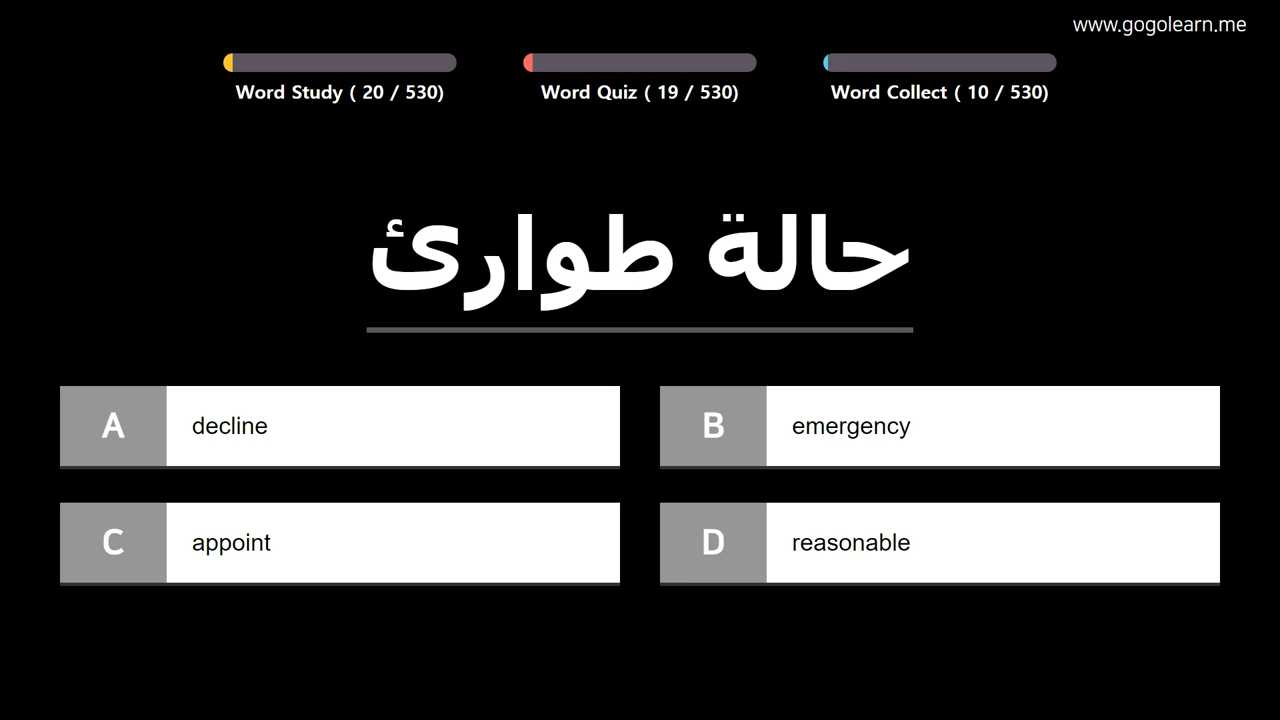 www.gogolearn.me
Word Study ( 20 / 530)
Word Quiz ( 19 / 530)
Word Collect ( 10 / 530)
حالة طوارئ
A decline
B emergency
C appoint
D reasonable